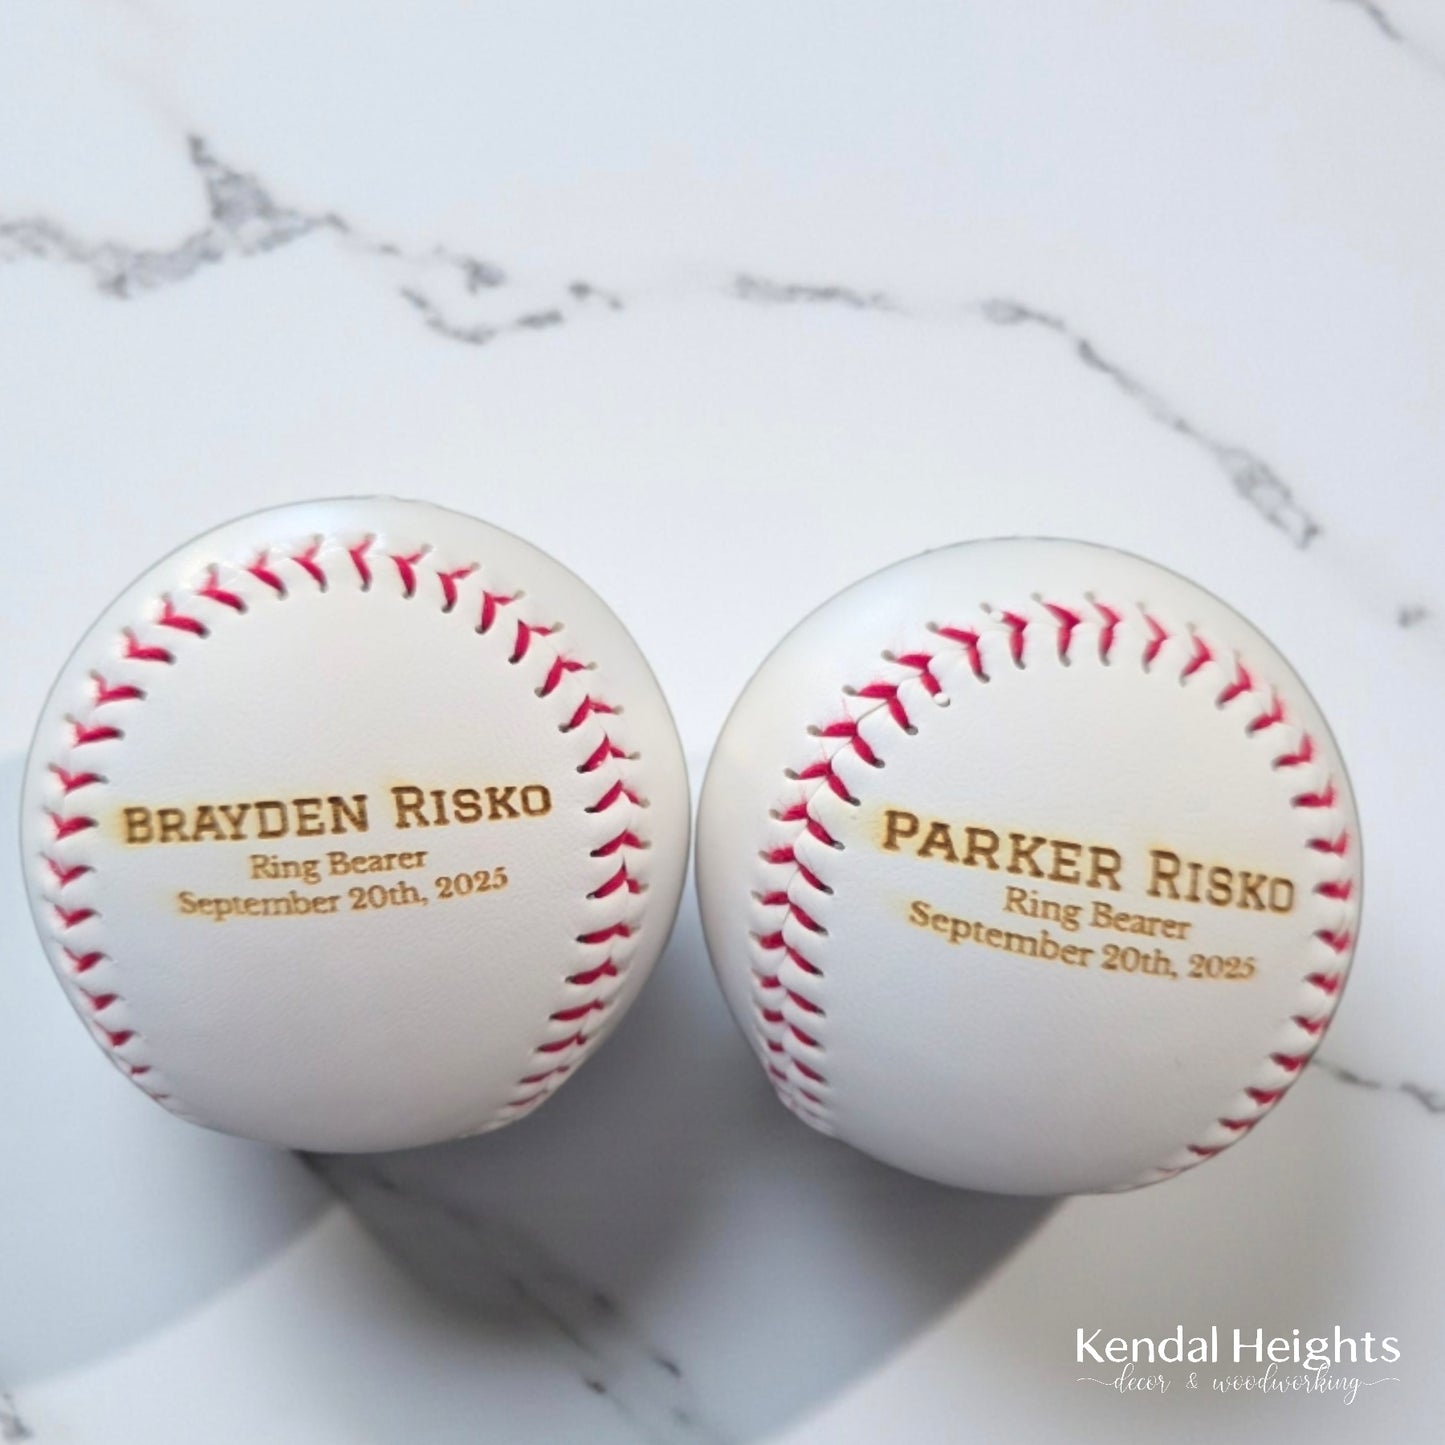 BRAYDEN RISKO
Ring Bearer
September 20th, 2025
PARKER RISKO
Ring Bearer
September 20th, 2025
Kendal Heights
decor & woodworking